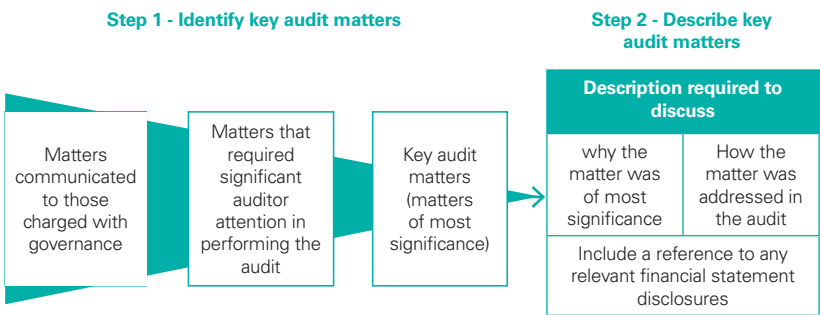 Step 1 - Identify key audit matters
Step 2 - Describe key
audit matters
Matters
communicated
to those
charged with
governance
Matters that
required
significant
auditor
attention in
performing the
audit
Key audit
matters
(matters
of most
significance)
Description required to
discuss
why the
matter was
of most
significance
How the
matter was
addressed in
the audit
Include a reference to any
relevant financial statement
disclosures